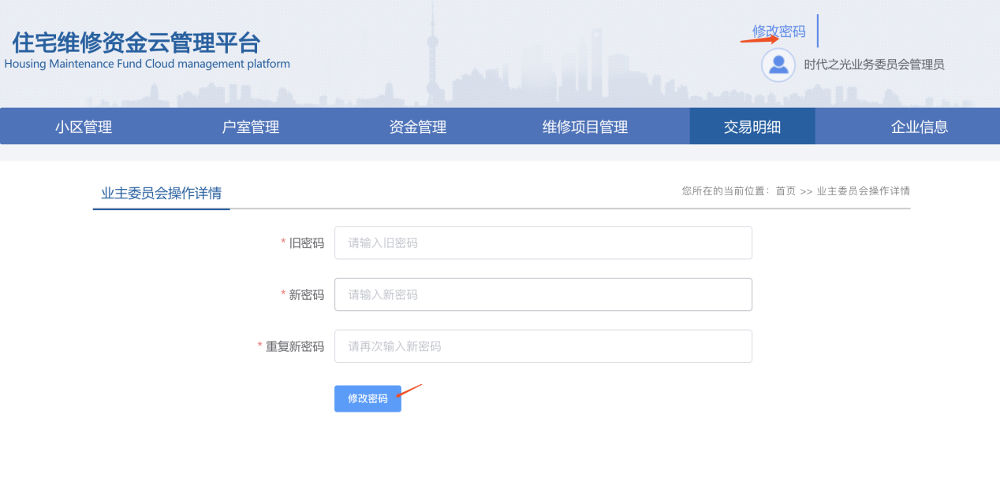 住宅维修资金云管理平台
Housing Maintenance Fund Cloud management platform
修改密码
时代之光业务委员会管理员
小区管理 户室管理 资金管理 维修项目管理 交易明细 企业信息
业主委员会操作详情
您所在的当前位置：首页 >> 业主委员会操作详情
* 旧密码 请输入旧密码
* 新密码 请输入新密码
* 重复新密码 请再次输入新密码
修改密码